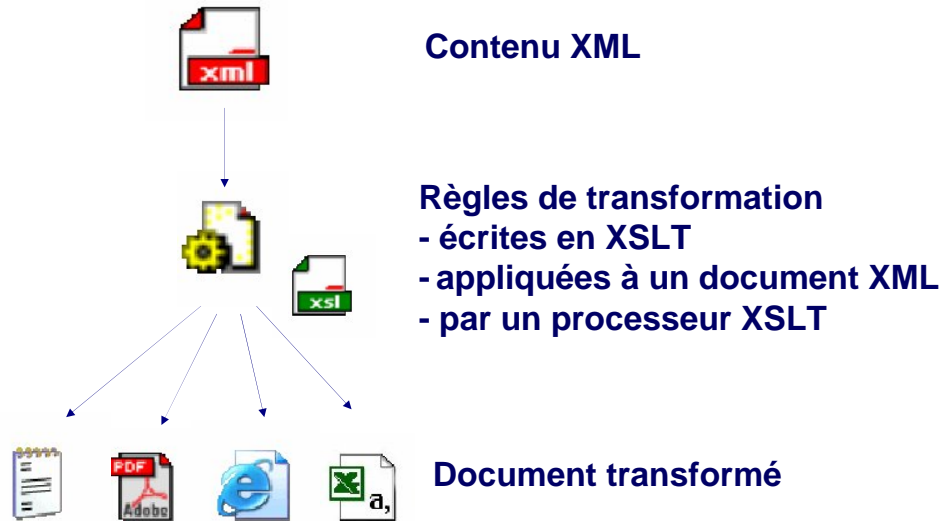 xml
Contenu XML
Règles de transformation
- écrites en XSLT
- appliquées à un document XML
- par un processeur XSLT
xsl
PDF
Adobe
a,
Document transformé